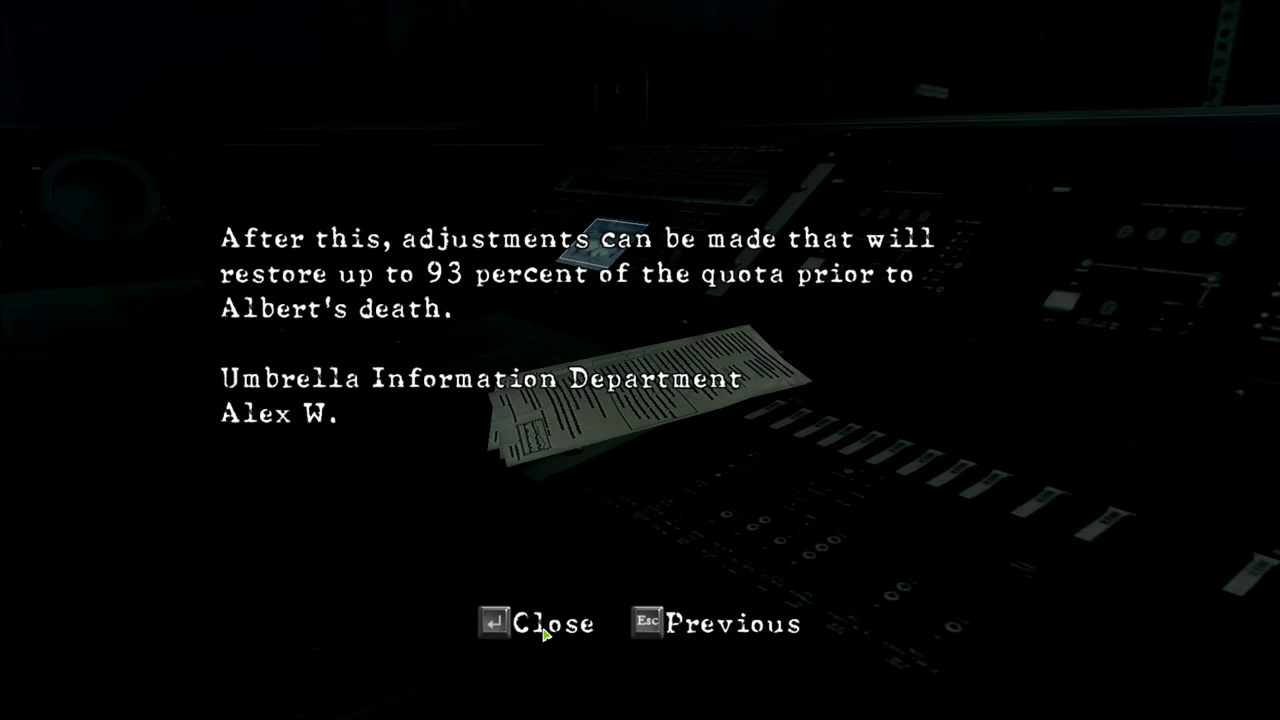 After this, adjustments can be made that will
restore up to 93 percent of the quota prior to
Albert's death.
Umbrella Information Department
Alex W.
Close
Esc Previous